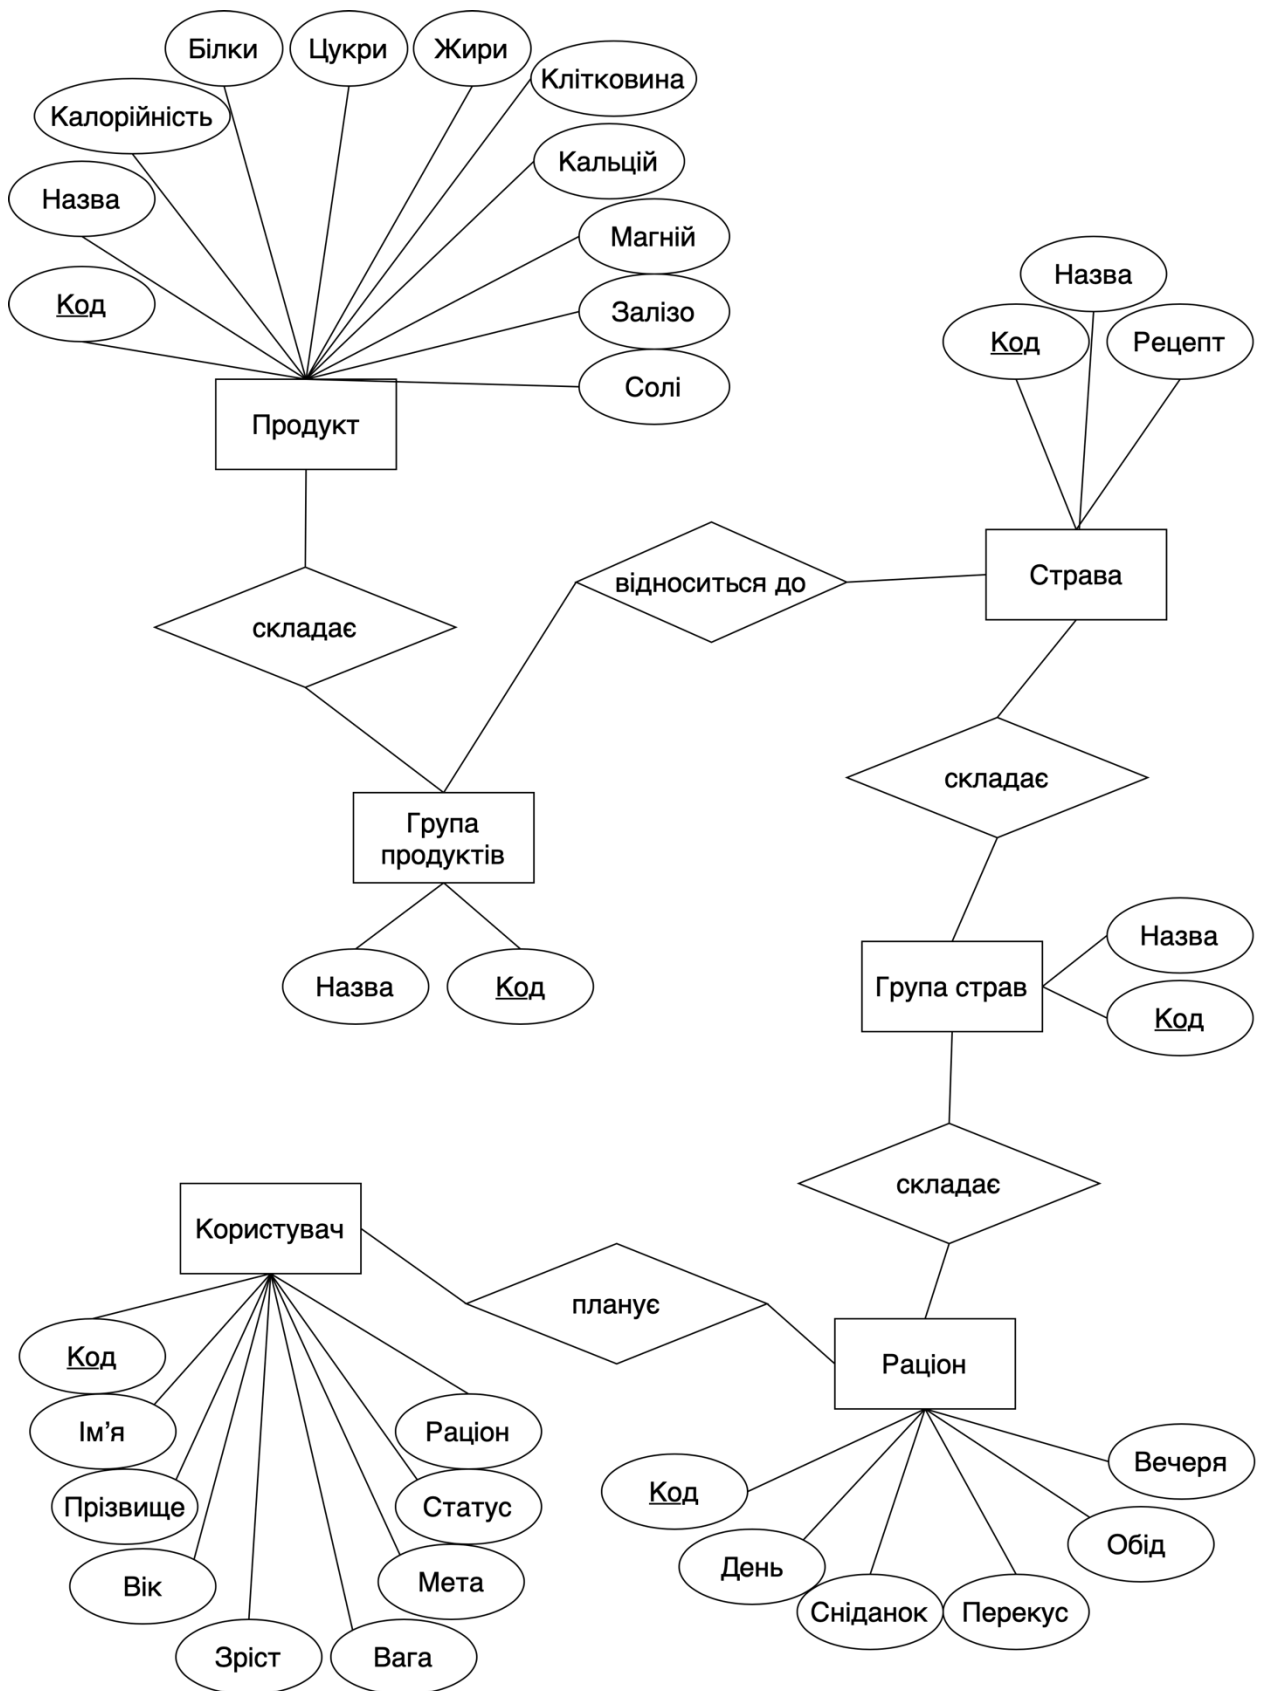 Білки
Цукри
Жири
Клітковина
Калорійність
Кальцій
Назва
Магній
Код
Залізо
Солі
Продукт
Назва
Код
Рецепт
Страва
відноситься до
складає
складає
Група
продуктів
Назва
Код
Група страв
Назва
Код
складає
Користувач
планує
Раціон
Код
Ім’я
Прізвище
Вік
Зріст
Вага
Мета
Статус
Раціон
Код
День
Сніданок
Перекус
Обід
Вечеря